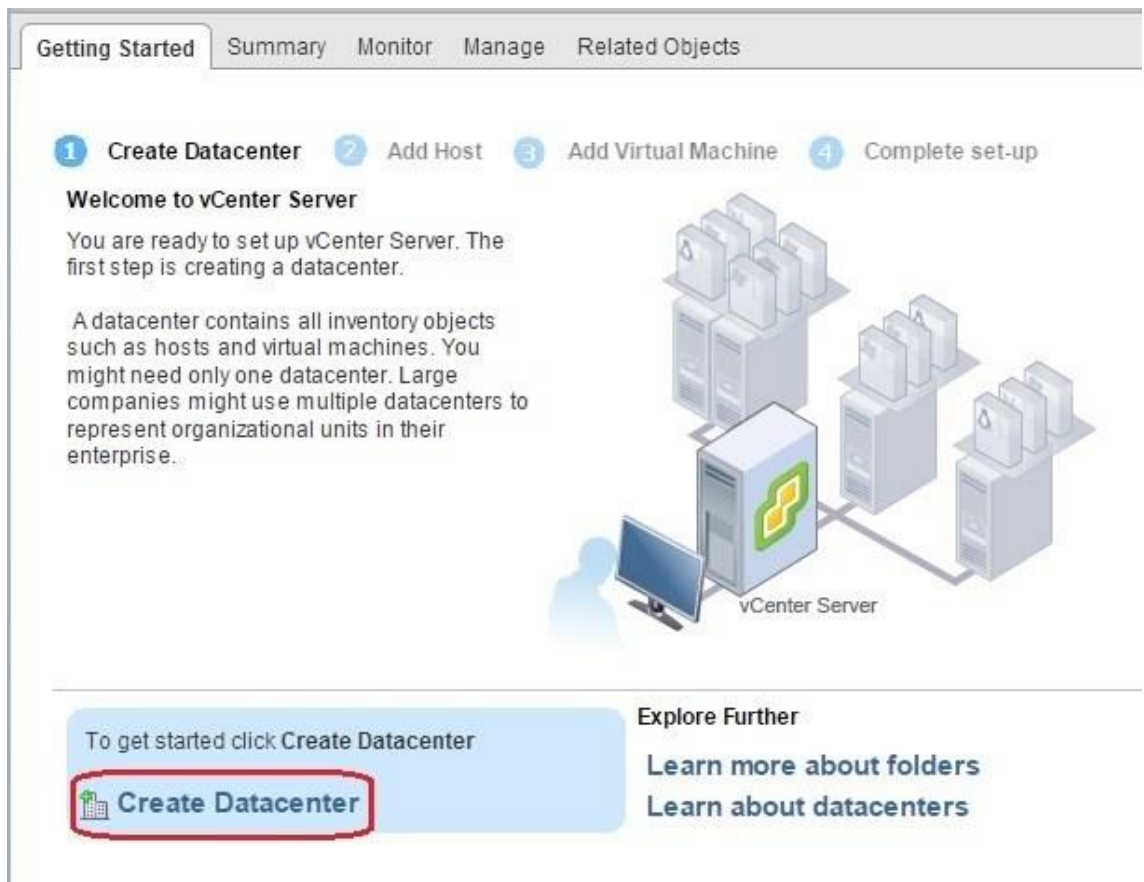 Getting Started Summary Monitor Manage Related Objects
1 Create Datacenter 2 Add Host 3 Add Virtual Machine 4 Complete set-up
Welcome to vCenter Server
You are ready to set up vCenter Server. The
first step is creating a datacenter.
A datacenter contains all inventory objects
such as hosts and virtual machines. You
might need only one datacenter. Large
companies might use multiple datacenters to
represent organizational units in their
enterprise.
vCenter Server
To get started click Create Datacenter
Create Datacenter
Explore Further
Learn more about folders
Learn about datacenters